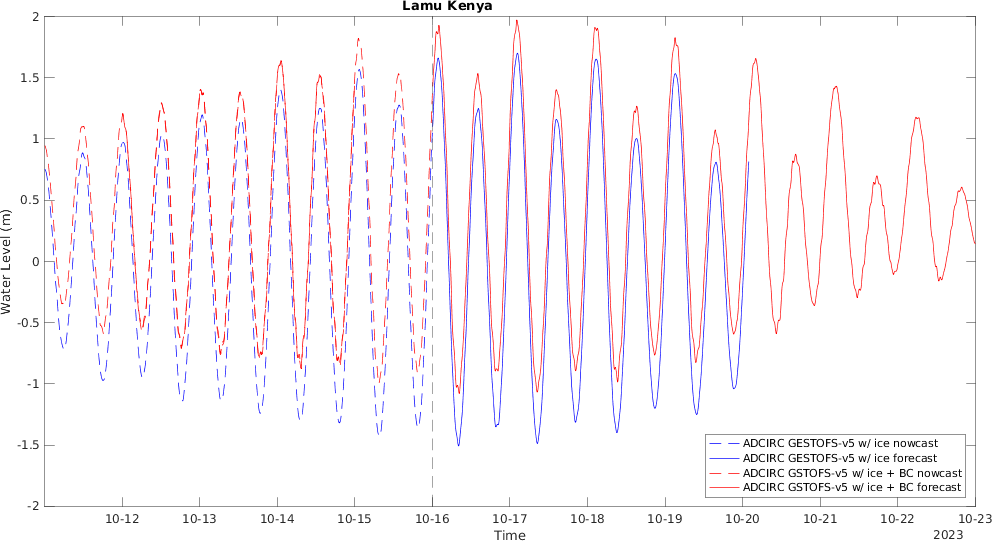 Lamu Kenya
2
1.5
1
0.5
0
-0.5
-1
-1.5
-2
Water Level (m)
ADCIRC GESTOFS-v5 w/ ice nowcast
ADCIRC GESTOFS-v5 w/ ice forecast
ADCIRC GSTOFS-v5 w/ ice + BC nowcast
ADCIRC GSTOFS-v5 w/ ice + BC forecast
10-12 10-13 10-14 10-15 10-16 10-17 10-18 10-19 10-20 10-21 10-22 10-23
Time
2023